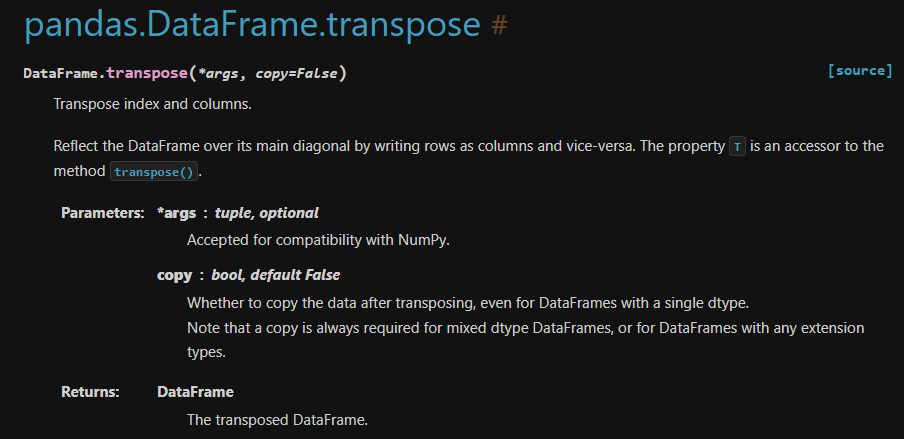 pandas.DataFrame.transpose #
DataFrame.transpose(*args, copy=False) [source]
Transpose index and columns.
Reflect the DataFrame over its main diagonal by writing rows as columns and vice-versa. The property T is an accessor to the
method transpose().
Parameters: *args : tuple, optional
Accepted for compatibility with NumPy.
copy : bool, default False
Whether to copy the data after transposing, even for DataFrames with a single dtype.
Note that a copy is always required for mixed dtype DataFrames, or for DataFrames with any extension
types.
Returns: DataFrame
The transposed DataFrame.